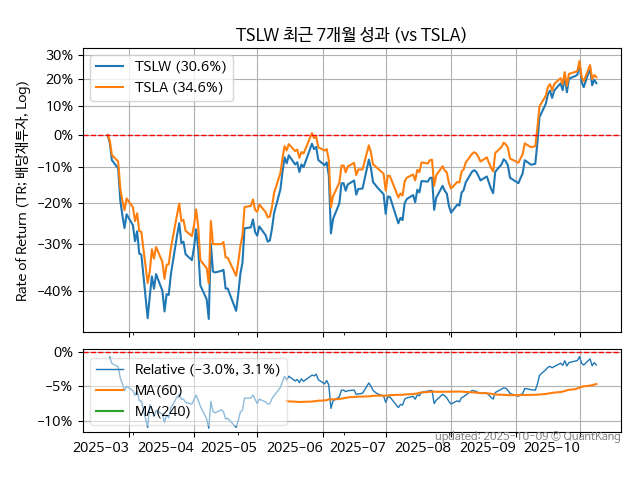 TSLW 최근 7개월 성과 (vs TSLA)
Rate of Return (TR: 배당재투자, Log)
30%
20%
10%
0%
−10%
−20%
−30%
−40%
TSLW (30.6%)
TSLA (34.6%)
0%
−5%
−10%
Relative (−3.0%, 3.1%)
MA(60)
MA(240)
updated: 2025-10-09 © QuantKang
2025-03 2025-04 2025-05 2025-06 2025-07 2025-08 2025-09 2025-10